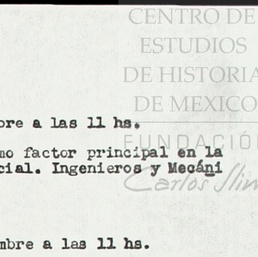 CENTRO DE
ESTUDIOS
DE HISTORIA
DE MEXICO
FUNDACIÓN
Carlos Slim
bre a las 11 hs.
mo factor principal en la
cial. Ingenieros y Mecáni
mbre a las 11 hs.